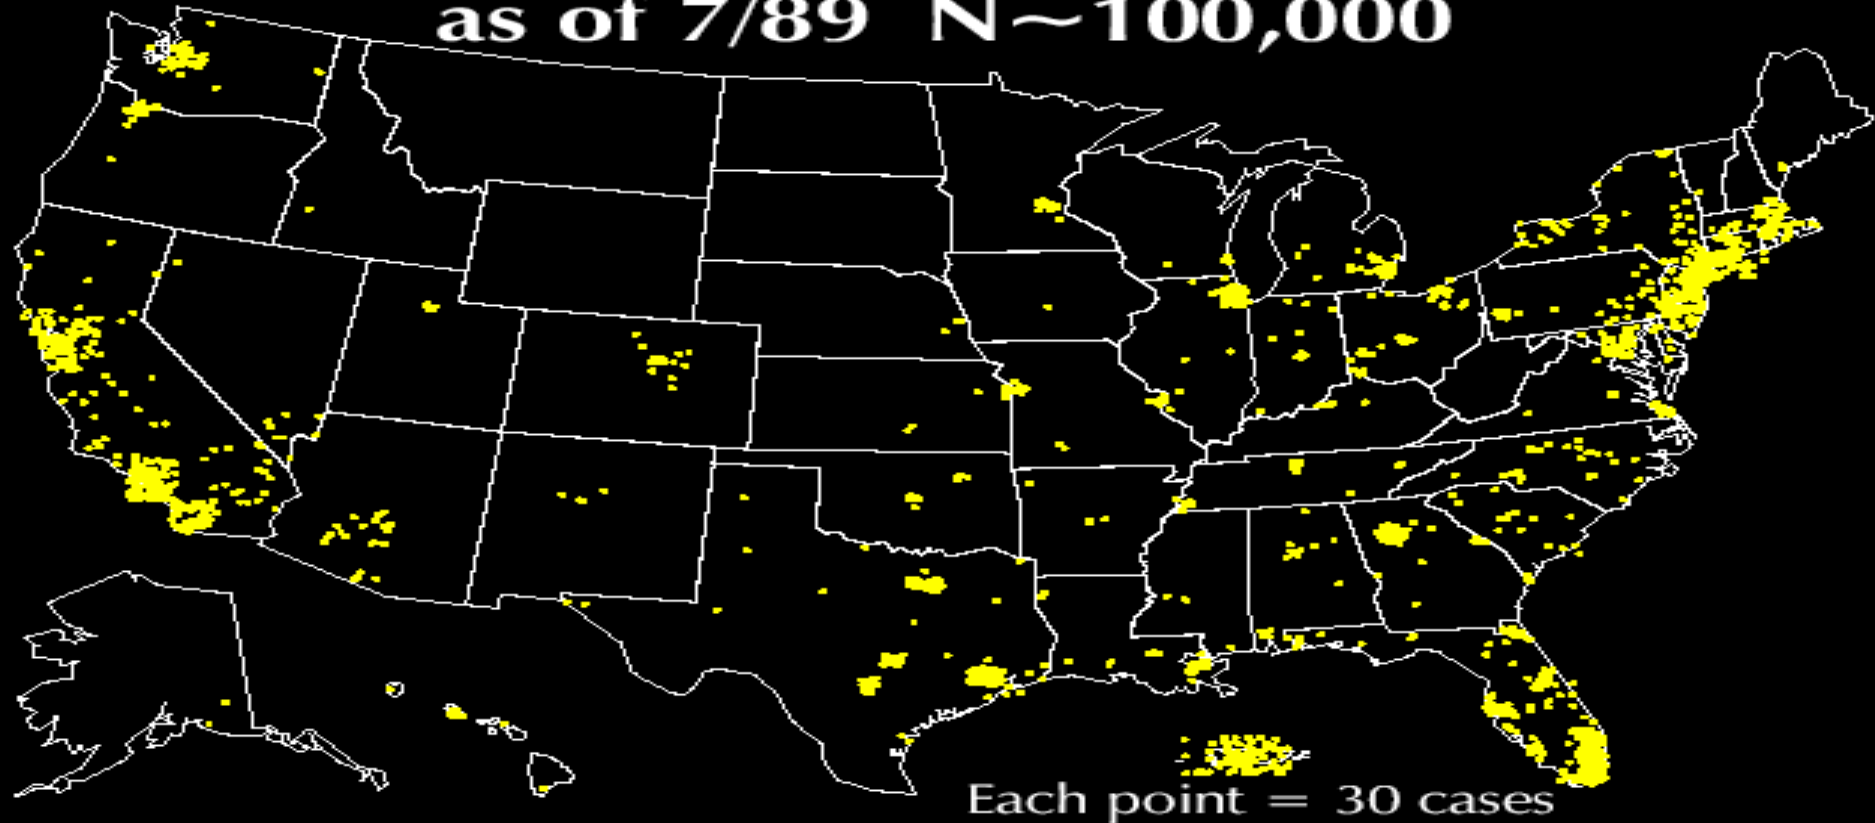 as of 7/89 N~100,000
Each point = 30 cases